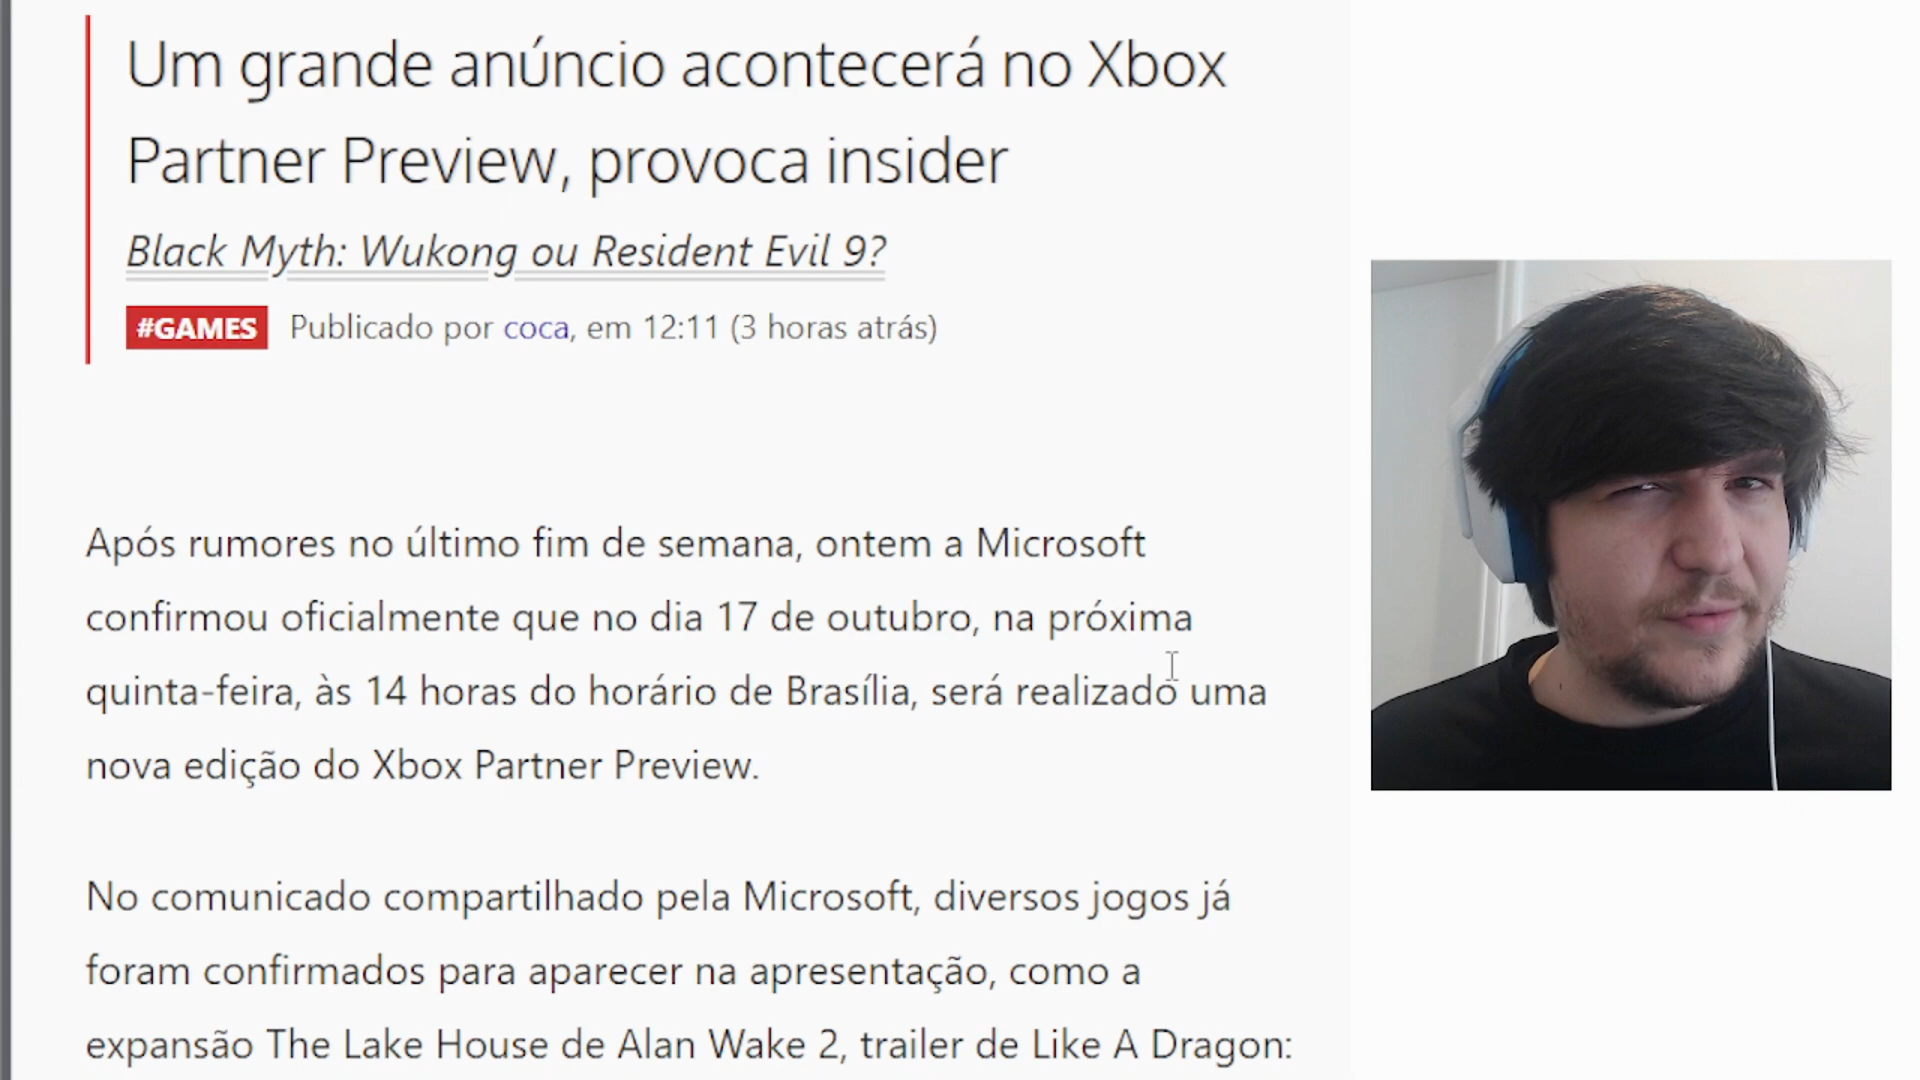 Um grande anúncio acontecerá no Xbox
Partner Preview, provoca insider
Black Myth: Wukong ou Resident Evil 9?
#GAMES Publicado por coca, em 12:11 (3 horas atrás)
Após rumores no último fim de semana, ontem a Microsoft
confirmou oficialmente que no dia 17 de outubro, na próxima
quinta-feira, às 14 horas do horário de Brasília, será realizado uma
nova edição do Xbox Partner Preview.
No comunicado compartilhado pela Microsoft, diversos jogos já
foram confirmados para aparecer na apresentação, como a
expansão The Lake House de Alan Wake 2, trailer de Like A Dragon: